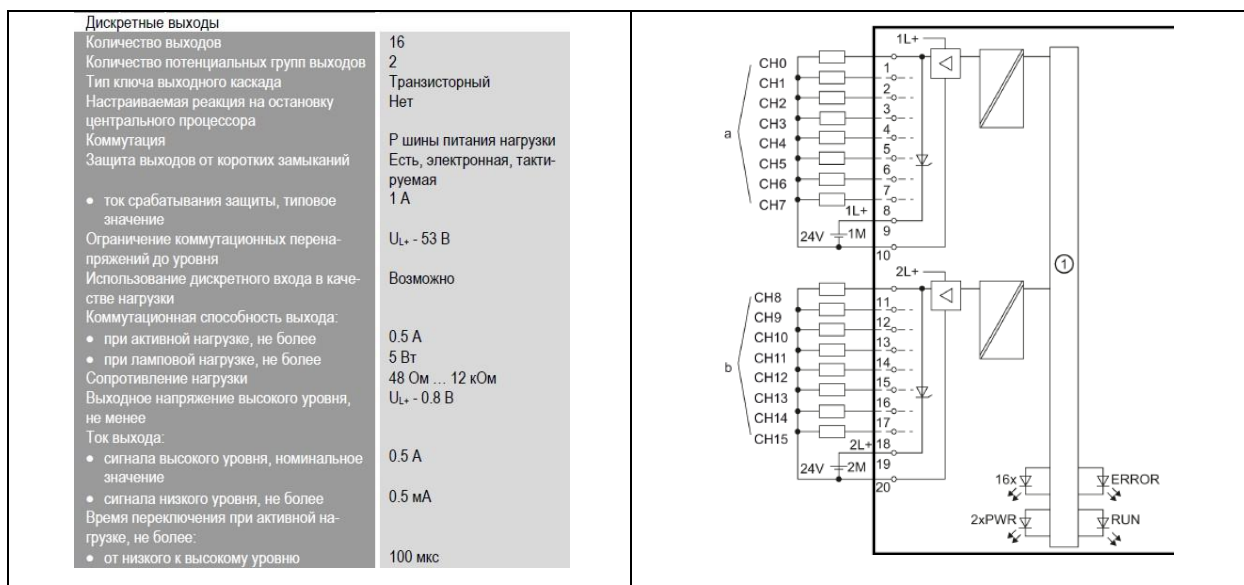 Дискретные выходы
Количество выходов 16
Количество потенциальных групп выходов 2
Тип ключа выходного каскада Транзисторный
Настраиваемая реакция на остановку Нет
центрального процессора
Коммутация P шины питания нагрузки
Защита выходов от коротких замыканий Есть, электронная, такти-
руемая
• ток срабатывания защиты, типовое 1 А
значение
Ограничение коммутационных перена- UL+ - 53 В
пряжений до уровня
Использование дискретного входа в каче- Возможно
стве нагрузки
Коммутационная способность выхода:
• при активной нагрузке, не более 0.5 А
• при ламповой нагрузке, не более 5 Вт
Сопротивление нагрузки 48 Ом ... 12 кОм
Выходное напряжение высокого уровня, UL+ - 0.8 В
не менее
Ток выхода:
• сигнала высокого уровня, номинальное 0.5 А
значение
• сигнала низкого уровня, не более 0.5 мА
Время переключения при активной на-
грузке, не более:
• от низкого к высокому уровню 100 мкс
1L+
CH0 1
CH1 2
CH2 3
CH3 4
a
CH4 5
CH5 6
CH6 7
CH7 8
1L+ 9
24V 1M 10
1
2L+
CH8 11
CH9 12
CH10 13
CH11 14
b
CH12 15
CH13 16
CH14 17
CH15 18
2L+ 19
24V 2M 20
16x ERROR
2xPWR RUN